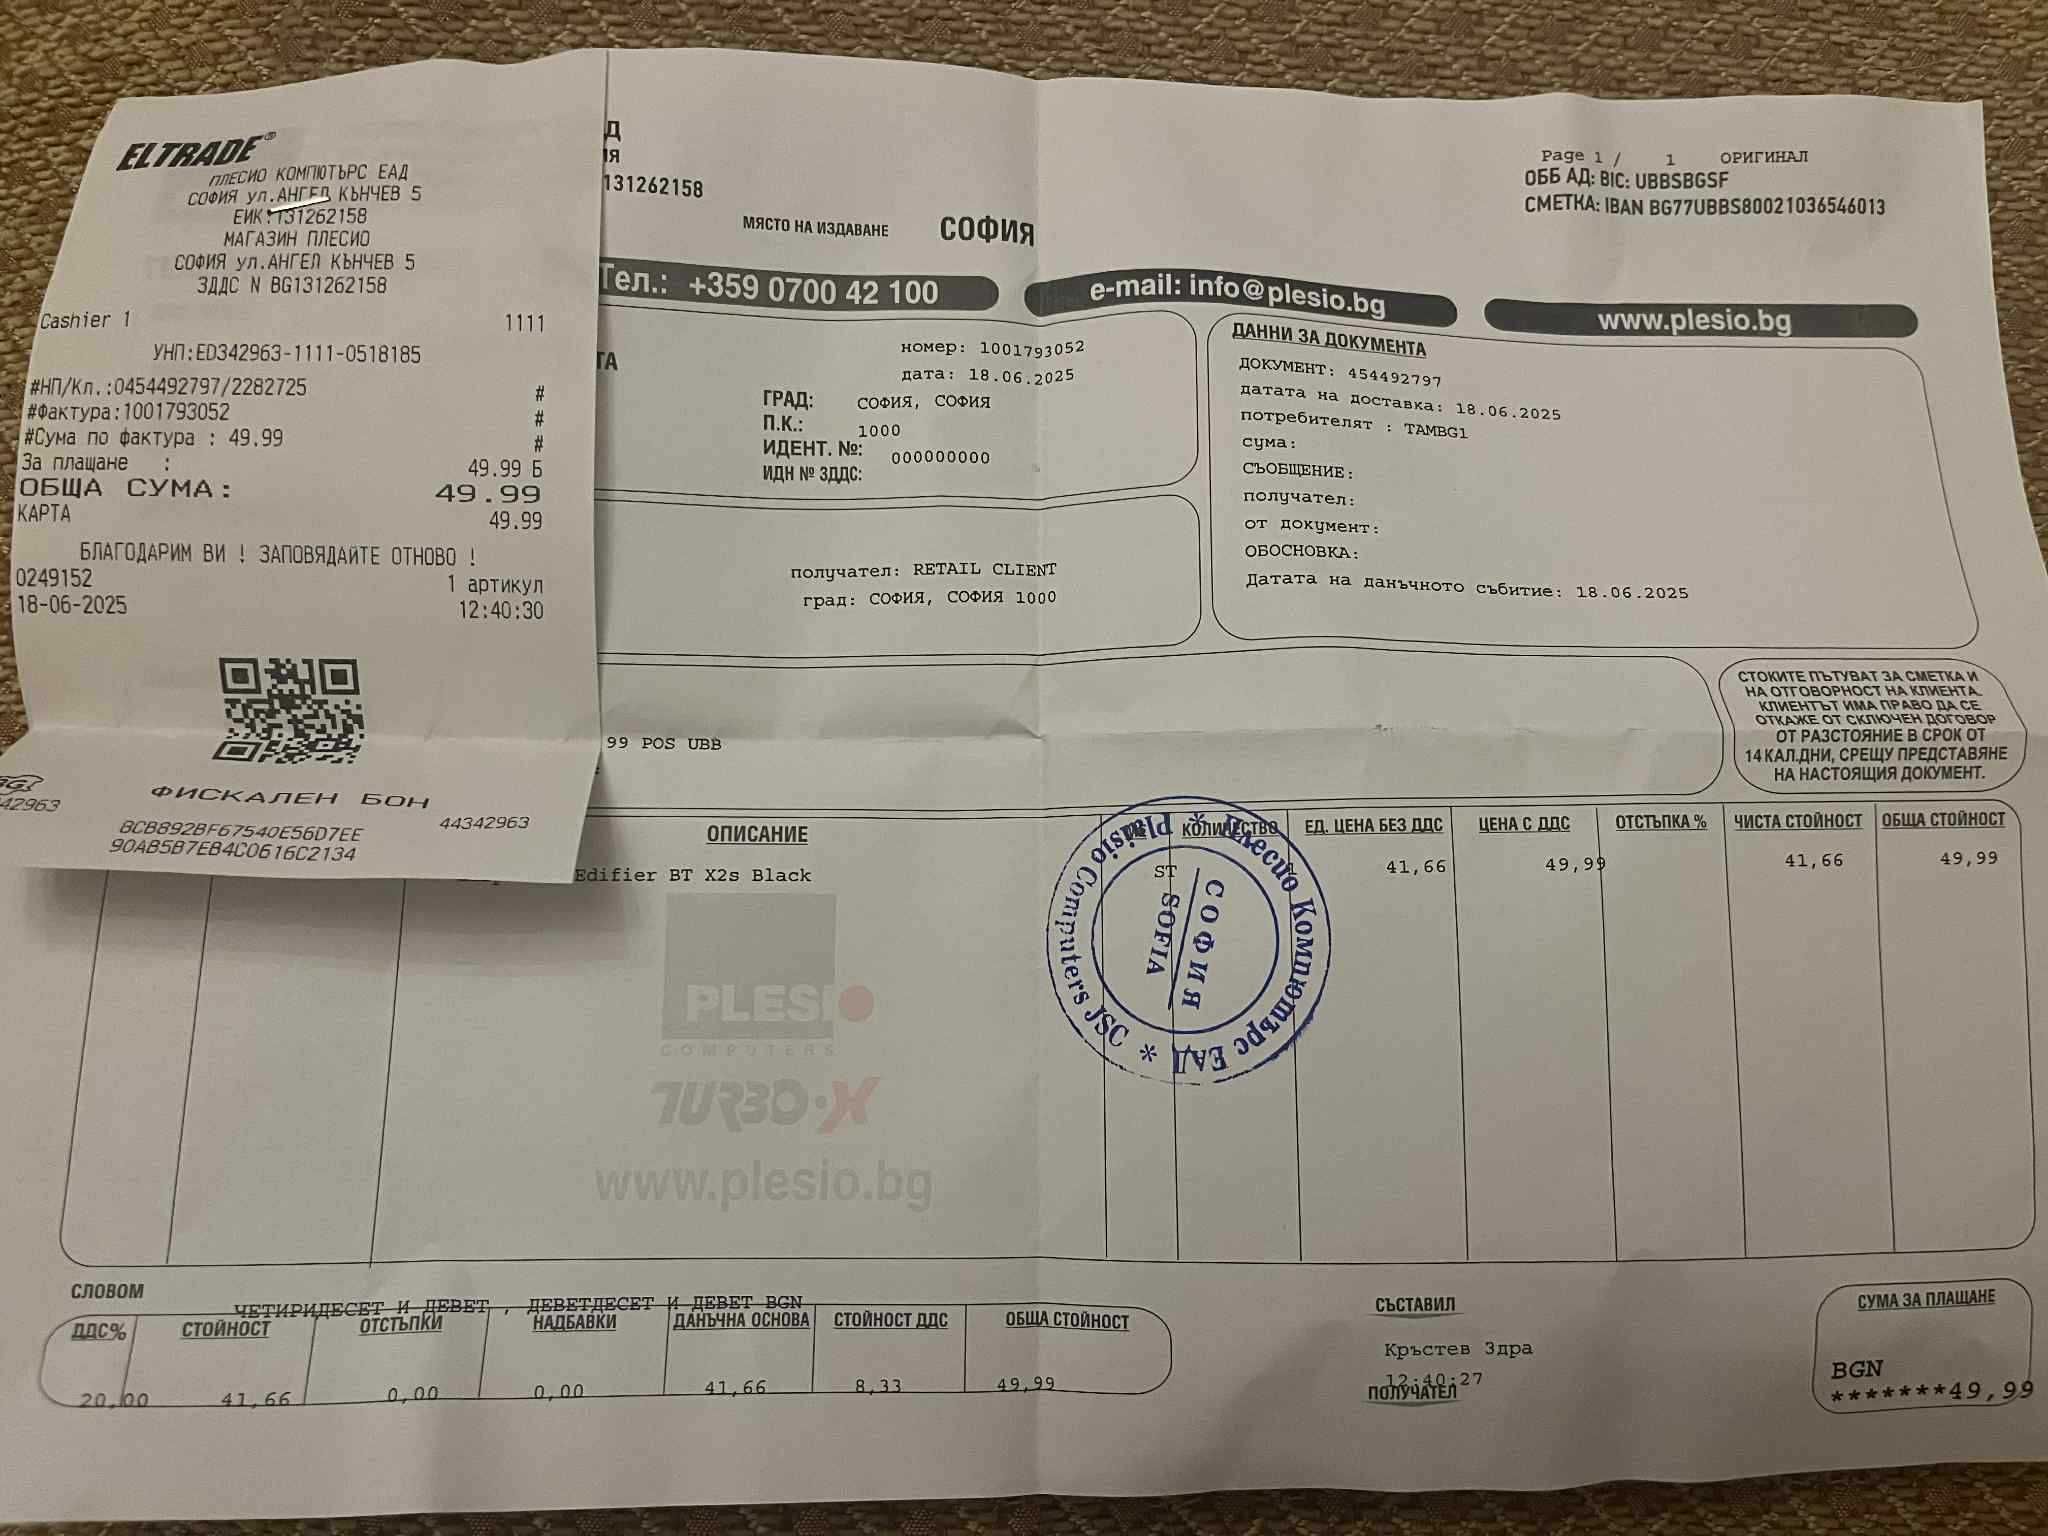 ELTRADE®
ПЛЕСИО КОМПЮТЪРС ЕАД
СОФИЯ ул.АНГЕЛ КЪНЧЕВ 5
ЕИК:131262158
МАГАЗИН ПЛЕСИО
СОФИЯ ул.АНГЕЛ КЪНЧЕВ 5
ЗДДС N BG131262158
Cashier 1 1111
УНП:ED342963-1111-0518185
#НП/Кл.:0454492797/2282725 #
#Фактура:1001793052 #
#Сума по фактура : 49.99 #
За плащане : 49.99 Б
ОБЩА СУМА: 49.99
КАРТА 49.99
БЛАГОДАРИМ ВИ ! ЗАПОВЯДАЙТЕ ОТНОВО !
0249152 1 артикул
18-06-2025 12:40:30
ФИСКАЛЕН БОН
44342963
BCB892BF67540E56D7EE
90AB5B7EB4C0616C2134
131262158
МЯСТО НА ИЗДАВАНЕ СОФИЯ
Page 1 / 1 ОРИГИНАЛ
ОББ АД: BIC: UBBSBGSF
СМЕТКА: IBAN BG77UBBS80021036546013
Тел.: +359 0700 42 100
e-mail: info@plesio.bg
www.plesio.bg
номер: 1001793052
дата: 18.06.2025
ГРАД: СОФИЯ, СОФИЯ
П.К.: 1000
ИДЕНТ. №: 000000000
ИДН № ЗДДС:
получател: RETAIL CLIENT
град: СОФИЯ, СОФИЯ 1000
ДАННИ ЗА ДОКУМЕНТА
ДОКУМЕНТ: 454492797
датата на доставка: 18.06.2025
потребителят : TAMBG1
сума:
СЪОБЩЕНИЕ:
получател:
от документ:
ОБОСНОВКА:
Датата на данъчното събитие: 18.06.2025
99 POS UBB
СТОКИТЕ ПЪТУВАТ ЗА СМЕТКА И
НА ОТГОВОРНОСТ НА КЛИЕНТА.
КЛИЕНТЪТ ИМА ПРАВО ДА СЕ
ОТКАЖЕ ОТ СКЛЮЧЕН ДОГОВОР
ОТ РАЗСТОЯНИЕ В СРОК ОТ
14 КАЛ.ДНИ, СРЕЩУ ПРЕДСТАВЯНЕ
НА НАСТОЯЩИЯ ДОКУМЕНТ.
ОПИСАНИЕ КОЛИЧЕСТВО ЕД. ЦЕНА БЕЗ ДДС ЦЕНА С ДДС ОТСТЪПКА % ЧИСТА СТОЙНОСТ ОБЩА СТОЙНОСТ
Edifier BT X2s Black ST 41,66 49,99 41,66 49,99
Плесио Компютърс ЕАД * Plaisio Computers JSC *
СОФИЯ
SOFIA
PLESIO
COMPUTERS
TURBO-X
www.plesio.bg
СЛОВОМ
ЧЕТИРИДЕСЕТ И ДЕВЕТ , ДЕВЕТДЕСЕТ И ДЕВЕТ BGN
ДДС% СТОЙНОСТ ОТСТЪПКИ НАДБАВКИ ДАНЪЧНА ОСНОВА СТОЙНОСТ ДДС ОБЩА СТОЙНОСТ
20,00 41,66 0,00 0,00 41,66 8,33 49,99
СЪСТАВИЛ
Кръстев Здра
12:40:27
ПОЛУЧАТЕЛ
СУМА ЗА ПЛАЩАНЕ
BGN
*******49,99